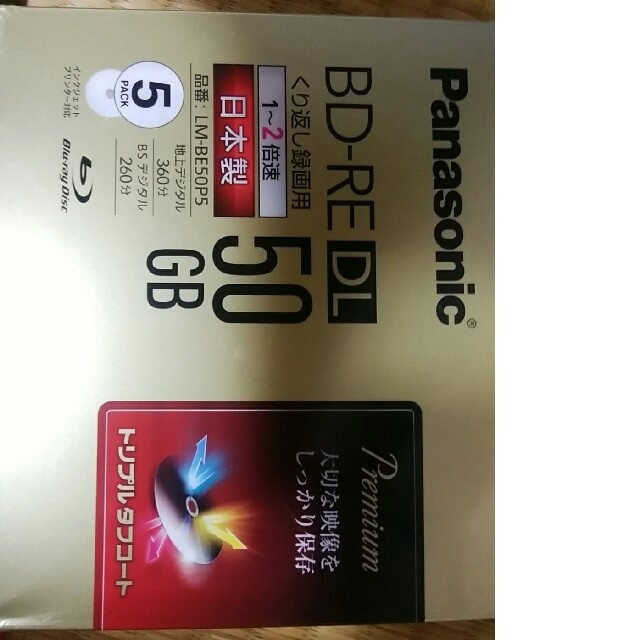 Panasonic®
BD-RE DL
くり返し録画用
1～2倍速
日本製
50
GB
品番：LM-BE50P5
地上デジタル
360分
BSデジタル
260分
5
PACK
インクジェット
プリンター対応
Blu-ray Disc
Premium
大切な映像を
しっかり保存
トリプルタフコート